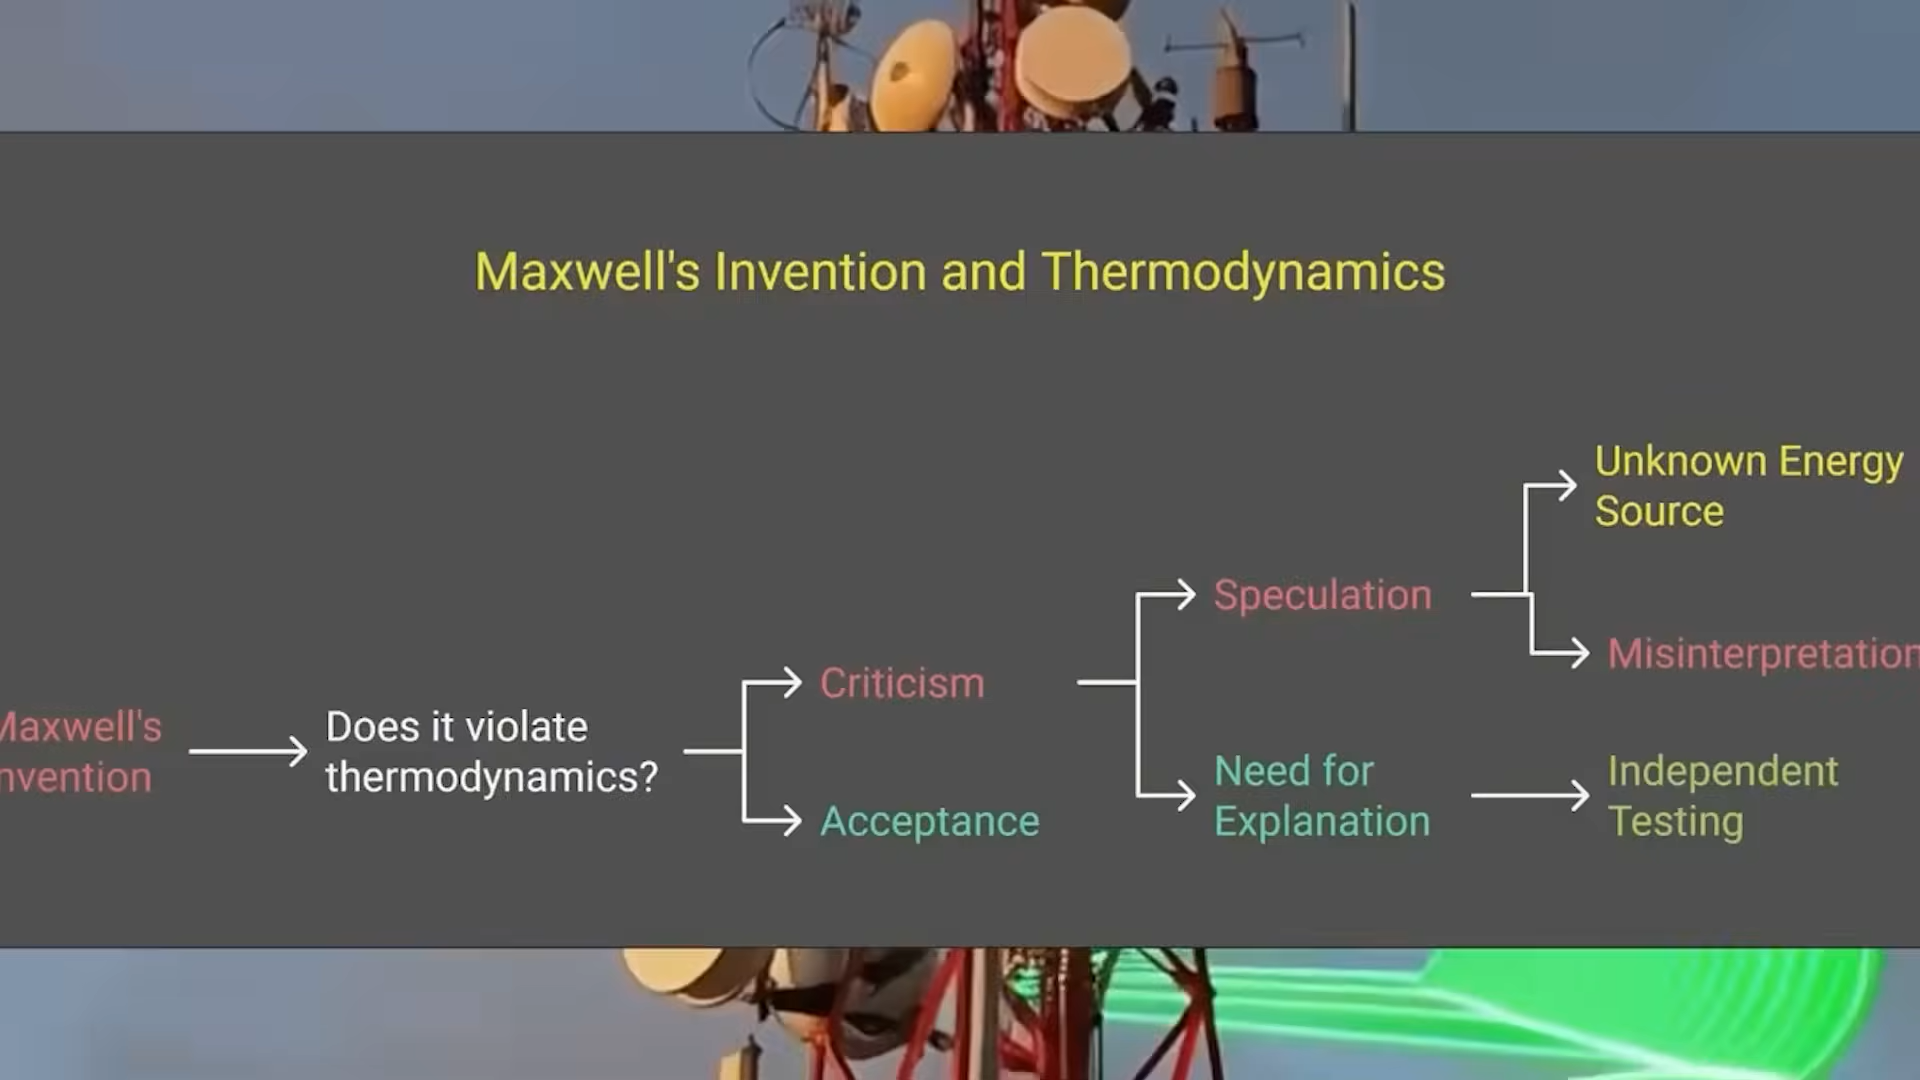 Maxwell's Invention and Thermodynamics
Unknown Energy
Source
Speculation
Misinterpretation
Criticism
Maxwell's
nvention
Does it violate
thermodynamics?
Need for
Explanation
Independent
Testing
Acceptance